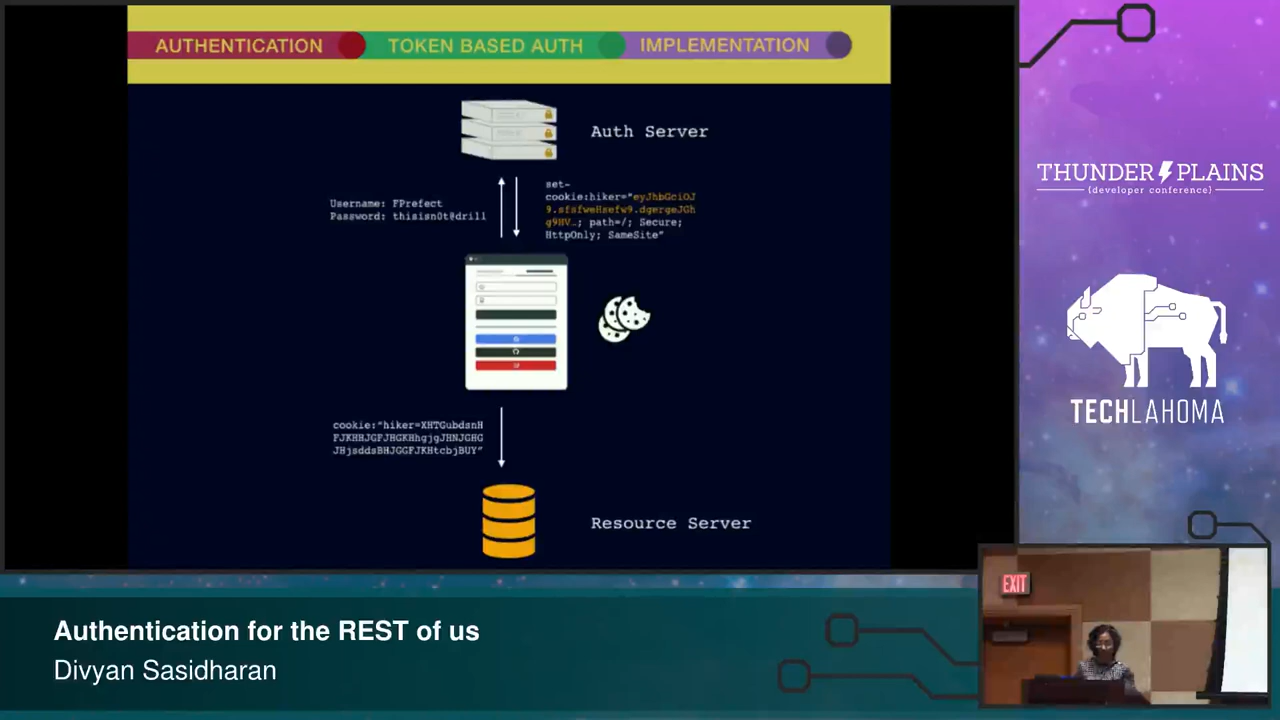 AUTHENTICATION
TOKEN BASED AUTH
IMPLEMENTATION
Auth Server
Username: FPrefect
Password: thisisn0t@drill
set-
cookie:hiker="eyJhbGciOJ
9.sfsfweHsefw9.dgergeJGh
g9HV…; path=/; Secure;
HttpOnly; SameSite"
cookie:"hiker=XHTGubdsnH
FJKHHJGFJHGKHhgjgJHNJGHG
JHjsddsBHJGGFJKHtcbjBUY"
Resource Server
THUNDER PLAINS
{developer conference}
TECHLAHOMA
EXIT
Authentication for the REST of us
Divyan Sasidharan